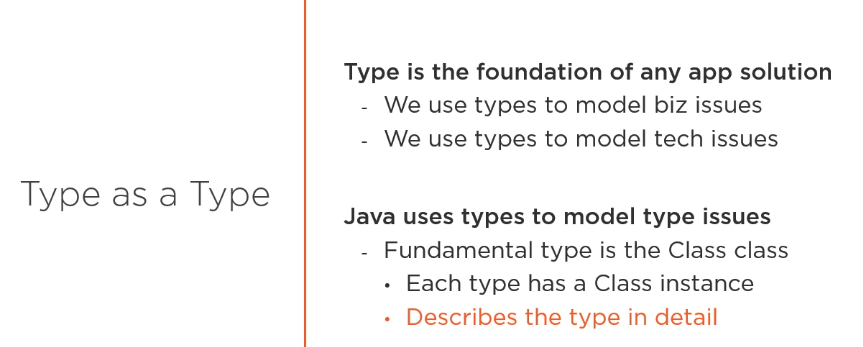 Type as a Type
Type is the foundation of any app solution
- We use types to model biz issues
- We use types to model tech issues
Java uses types to model type issues
- Fundamental type is the Class class
• Each type has a Class instance
• Describes the type in detail